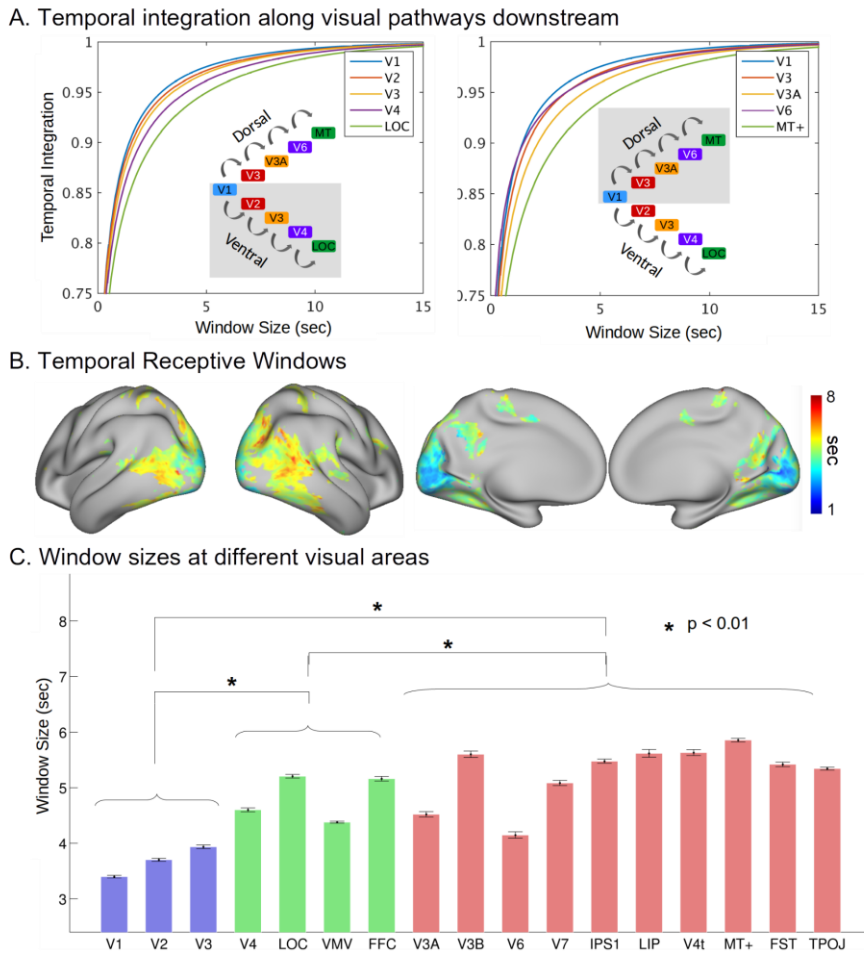 A. Temporal integration along visual pathways downstream
1
0.95
0.9
0.85
0.8
0.75
Temporal Integration
0
5
10
15
Window Size (sec)
V1
V2
V3
V4
LOC
Dorsal
MT
V6
V3A
V3
V1
V2
V3
V4
LOC
Ventral
1
0.95
0.9
0.85
0.8
0.75
0
5
10
15
Window Size (sec)
V1
V3
V3A
V6
MT+
Dorsal
MT
V6
V3A
V3
V1
V2
V3
V4
LOC
Ventral
B. Temporal Receptive Windows
8
sec
1
C. Window sizes at different visual areas
Window Size (sec)
8
7
6
5
4
3
*
*
*
* p < 0.01
V1 V2 V3 V4 LOC VMV FFC V3A V3B V6 V7 IPS1 LIP V4t MT+ FST TPOJ